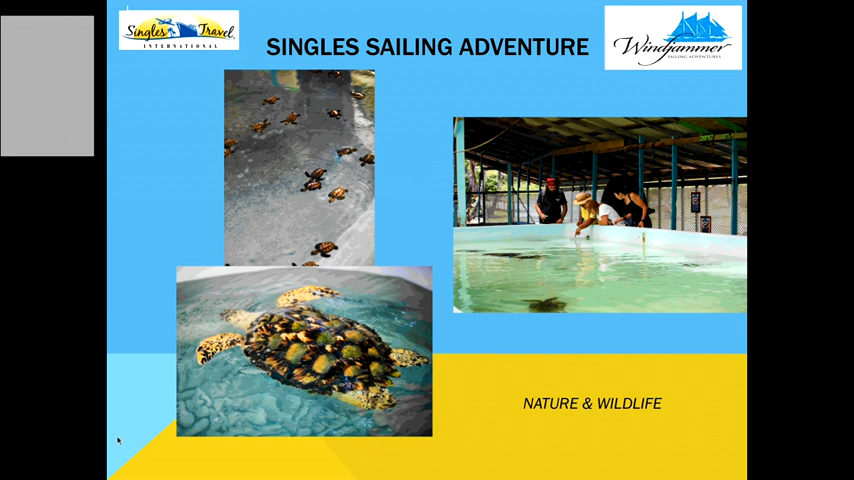 Singles Travel
INTERNATIONAL
SINGLES SAILING ADVENTURE
Windjammer
SAILING ADVENTURES
NATURE & WILDLIFE